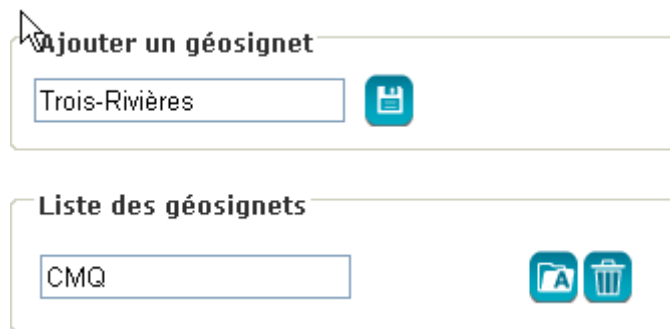 Ajouter un géosignet
Trois-Rivières
Liste des géosignets
CMQ
A